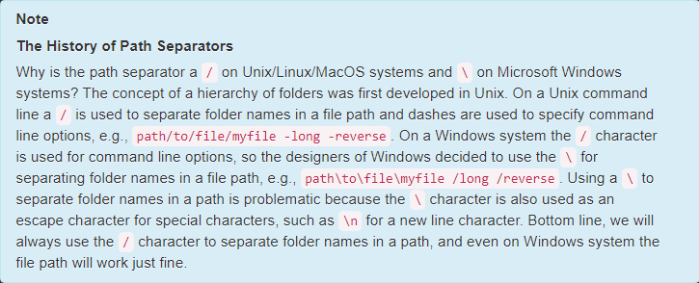 Note
The History of Path Separators
Why is the path separator a / on Unix/Linux/MacOS systems and \ on Microsoft Windows
systems? The concept of a hierarchy of folders was first developed in Unix. On a Unix command
line a / is used to separate folder names in a file path and dashes are used to specify command
line options, e.g., path/to/file/myfile -long -reverse . On a Windows system the / character
is used for command line options, so the designers of Windows decided to use the \ for
separating folder names in a file path, e.g., path\to\file\myfile /long /reverse . Using a \ to
separate folder names in a path is problematic because the \ character is also used as an
escape character for special characters, such as \n for a new line character. Bottom line, we will
always use the / character to separate folder names in a path, and even on Windows system the
file path will work just fine.